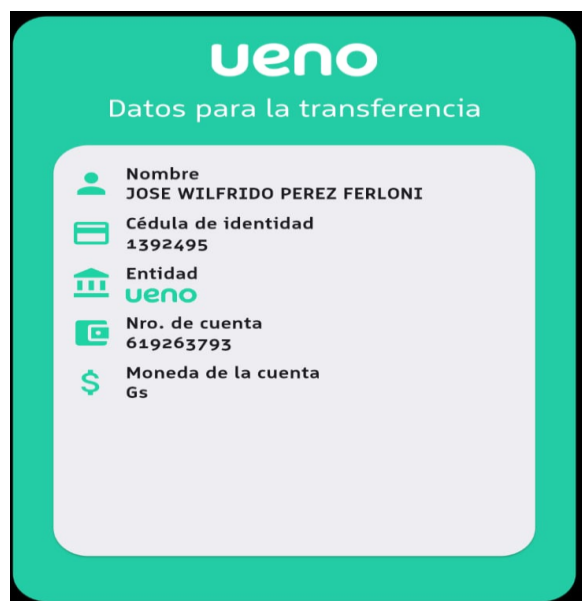 ueno
Datos para la transferencia
Nombre
JOSE WILFRIDO PEREZ FERLONI
Cédula de identidad
1392495
Entidad
ueno
Nro. de cuenta
619263793
Moneda de la cuenta
Gs